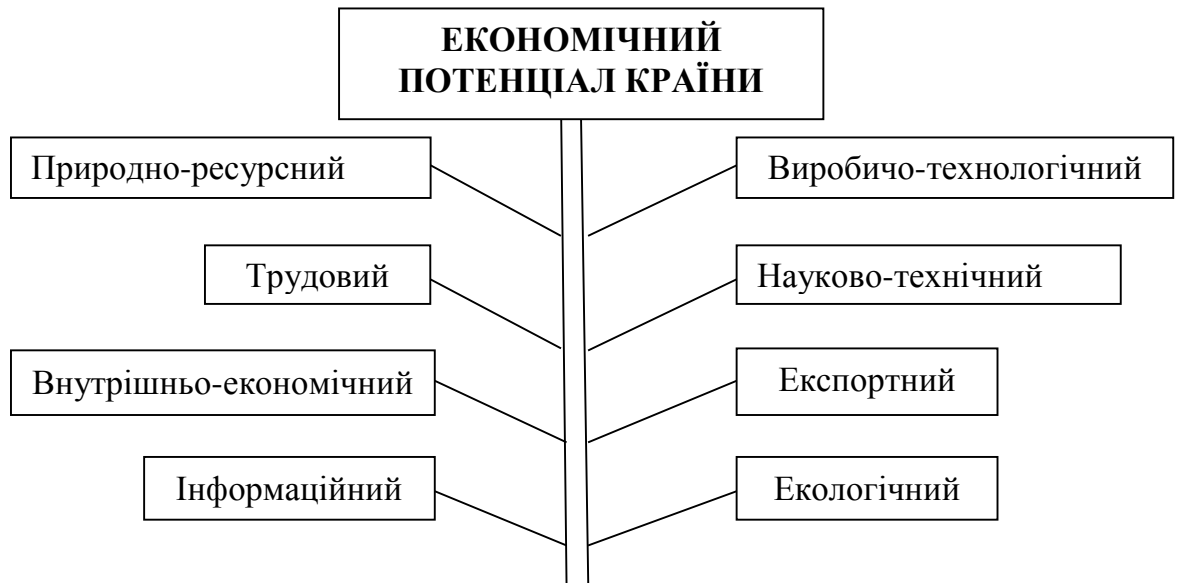 ЕКОНОМІЧНИЙ
ПОТЕНЦІАЛ КРАЇНИ
Природно-ресурсний
Виробичо-технологічний
Трудовий
Науково-технічний
Внутрішньо-економічний
Експортний
Інформаційний
Екологічний